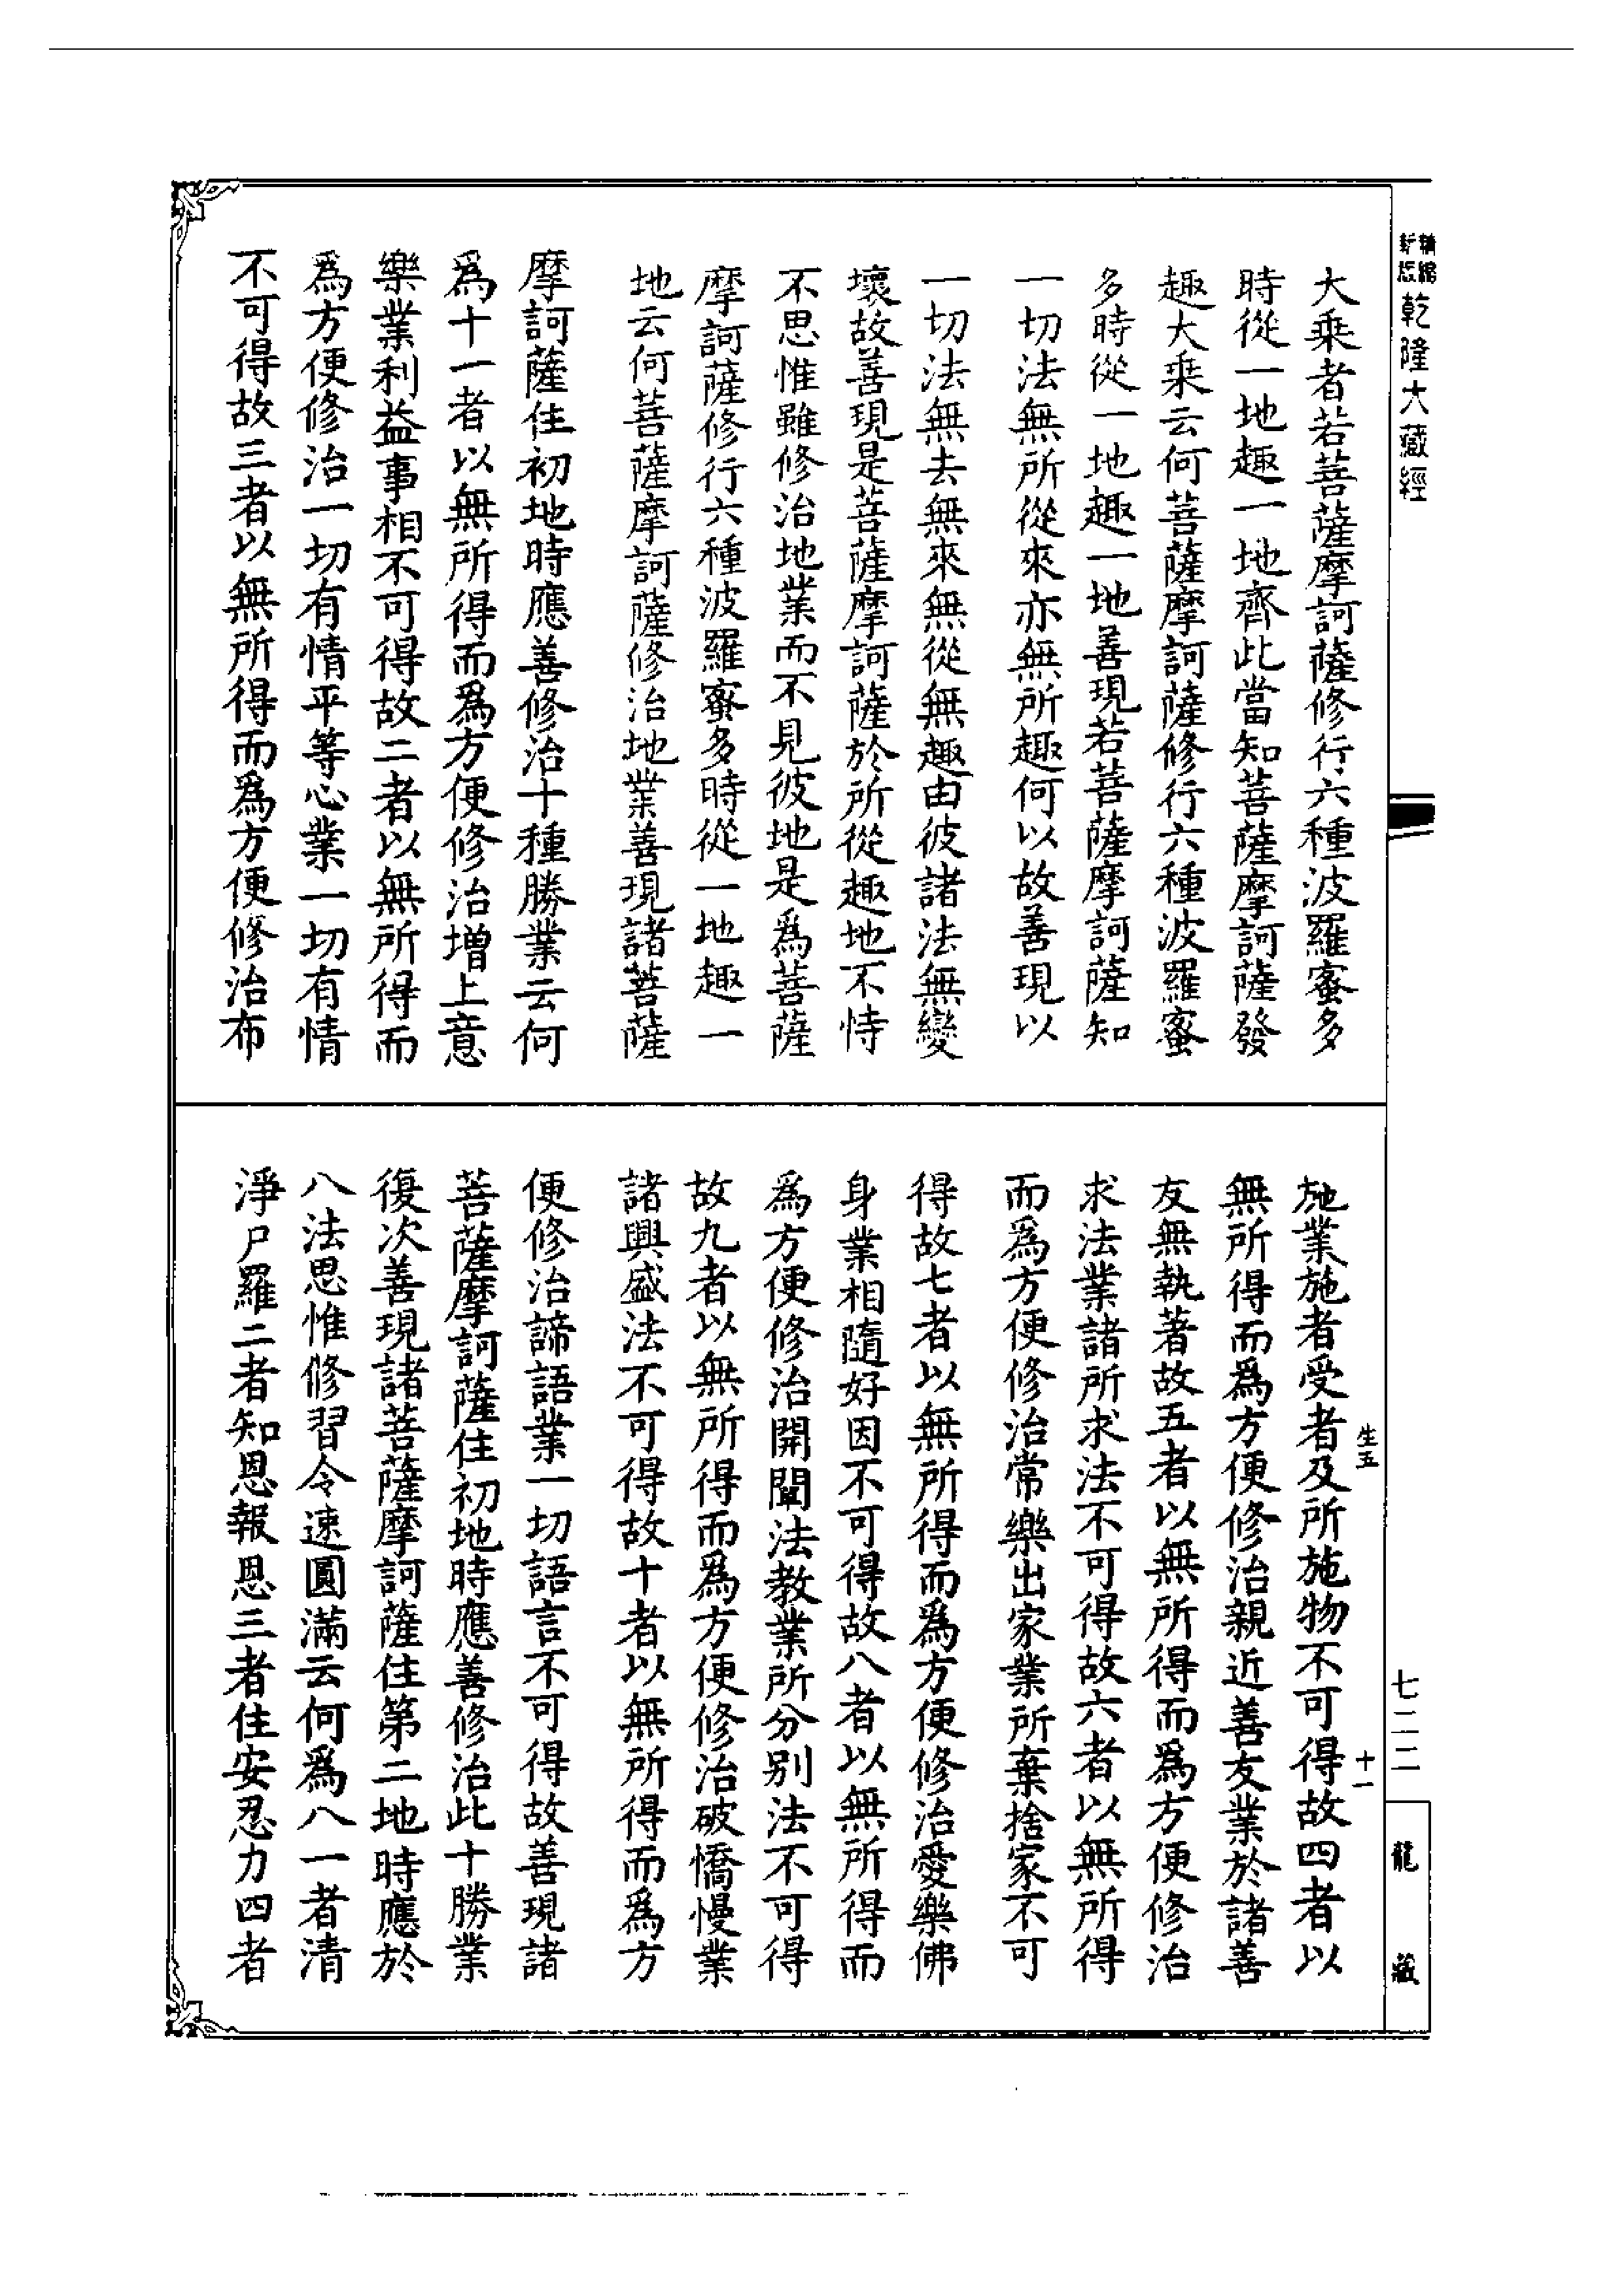 乾隆大藏經
大乘者若菩薩摩訶薩修行六種波羅蜜多
時從一地趣一地齊此當知菩薩摩訶薩發
趣大乘云何菩薩摩訶薩修行六種波羅蜜
多時從一地趣一地善現若菩薩摩訶薩知
一切法無所從來亦無所趣何以故善現以
一切法無去無來無從無趣由彼諸法無變
壞故善現是菩薩摩訶薩於所從趣地不恃
不思惟雖修治地業而不見彼地是爲菩薩
摩訶薩修行六種波羅蜜多時從一地趣一
地云何菩薩摩訶薩修治地業善現諸菩薩
摩訶薩住初地時應善修治十種勝業云何
爲十一者以無所得而爲方便修治增上意
樂業利益事相不可得故二者以無所得而
爲方便修治一切有情平等心業一切有情
不可得故三者以無所得而爲方便修治布
施業施者受者及所施物不可得故四者以
無所得而爲方便修治親近善友業於諸善
友無執著故五者以無所得而爲方便修治
求法業諸所求法不可得故六者以無所得
而爲方便修治常樂出家業所棄捨家不可
得故七者以無所得而爲方便修治愛樂佛
身業相隨好因不可得故八者以無所得而
爲方便修治開闡法教業所分別法不可得
故九者以無所得而爲方便修治破憍慢業
諸興盛法不可得故十者以無所得而爲方
便修治諦語業一切語言不可得故善現諸
菩薩摩訶薩住初地時應善修治此十勝業
復次善現諸菩薩摩訶薩住第二地時應於
八法思惟修習令速圓滿云何爲八一者清
淨尸羅二者知恩報恩三者住安忍力四者
生五
十一
七二二
龍藏